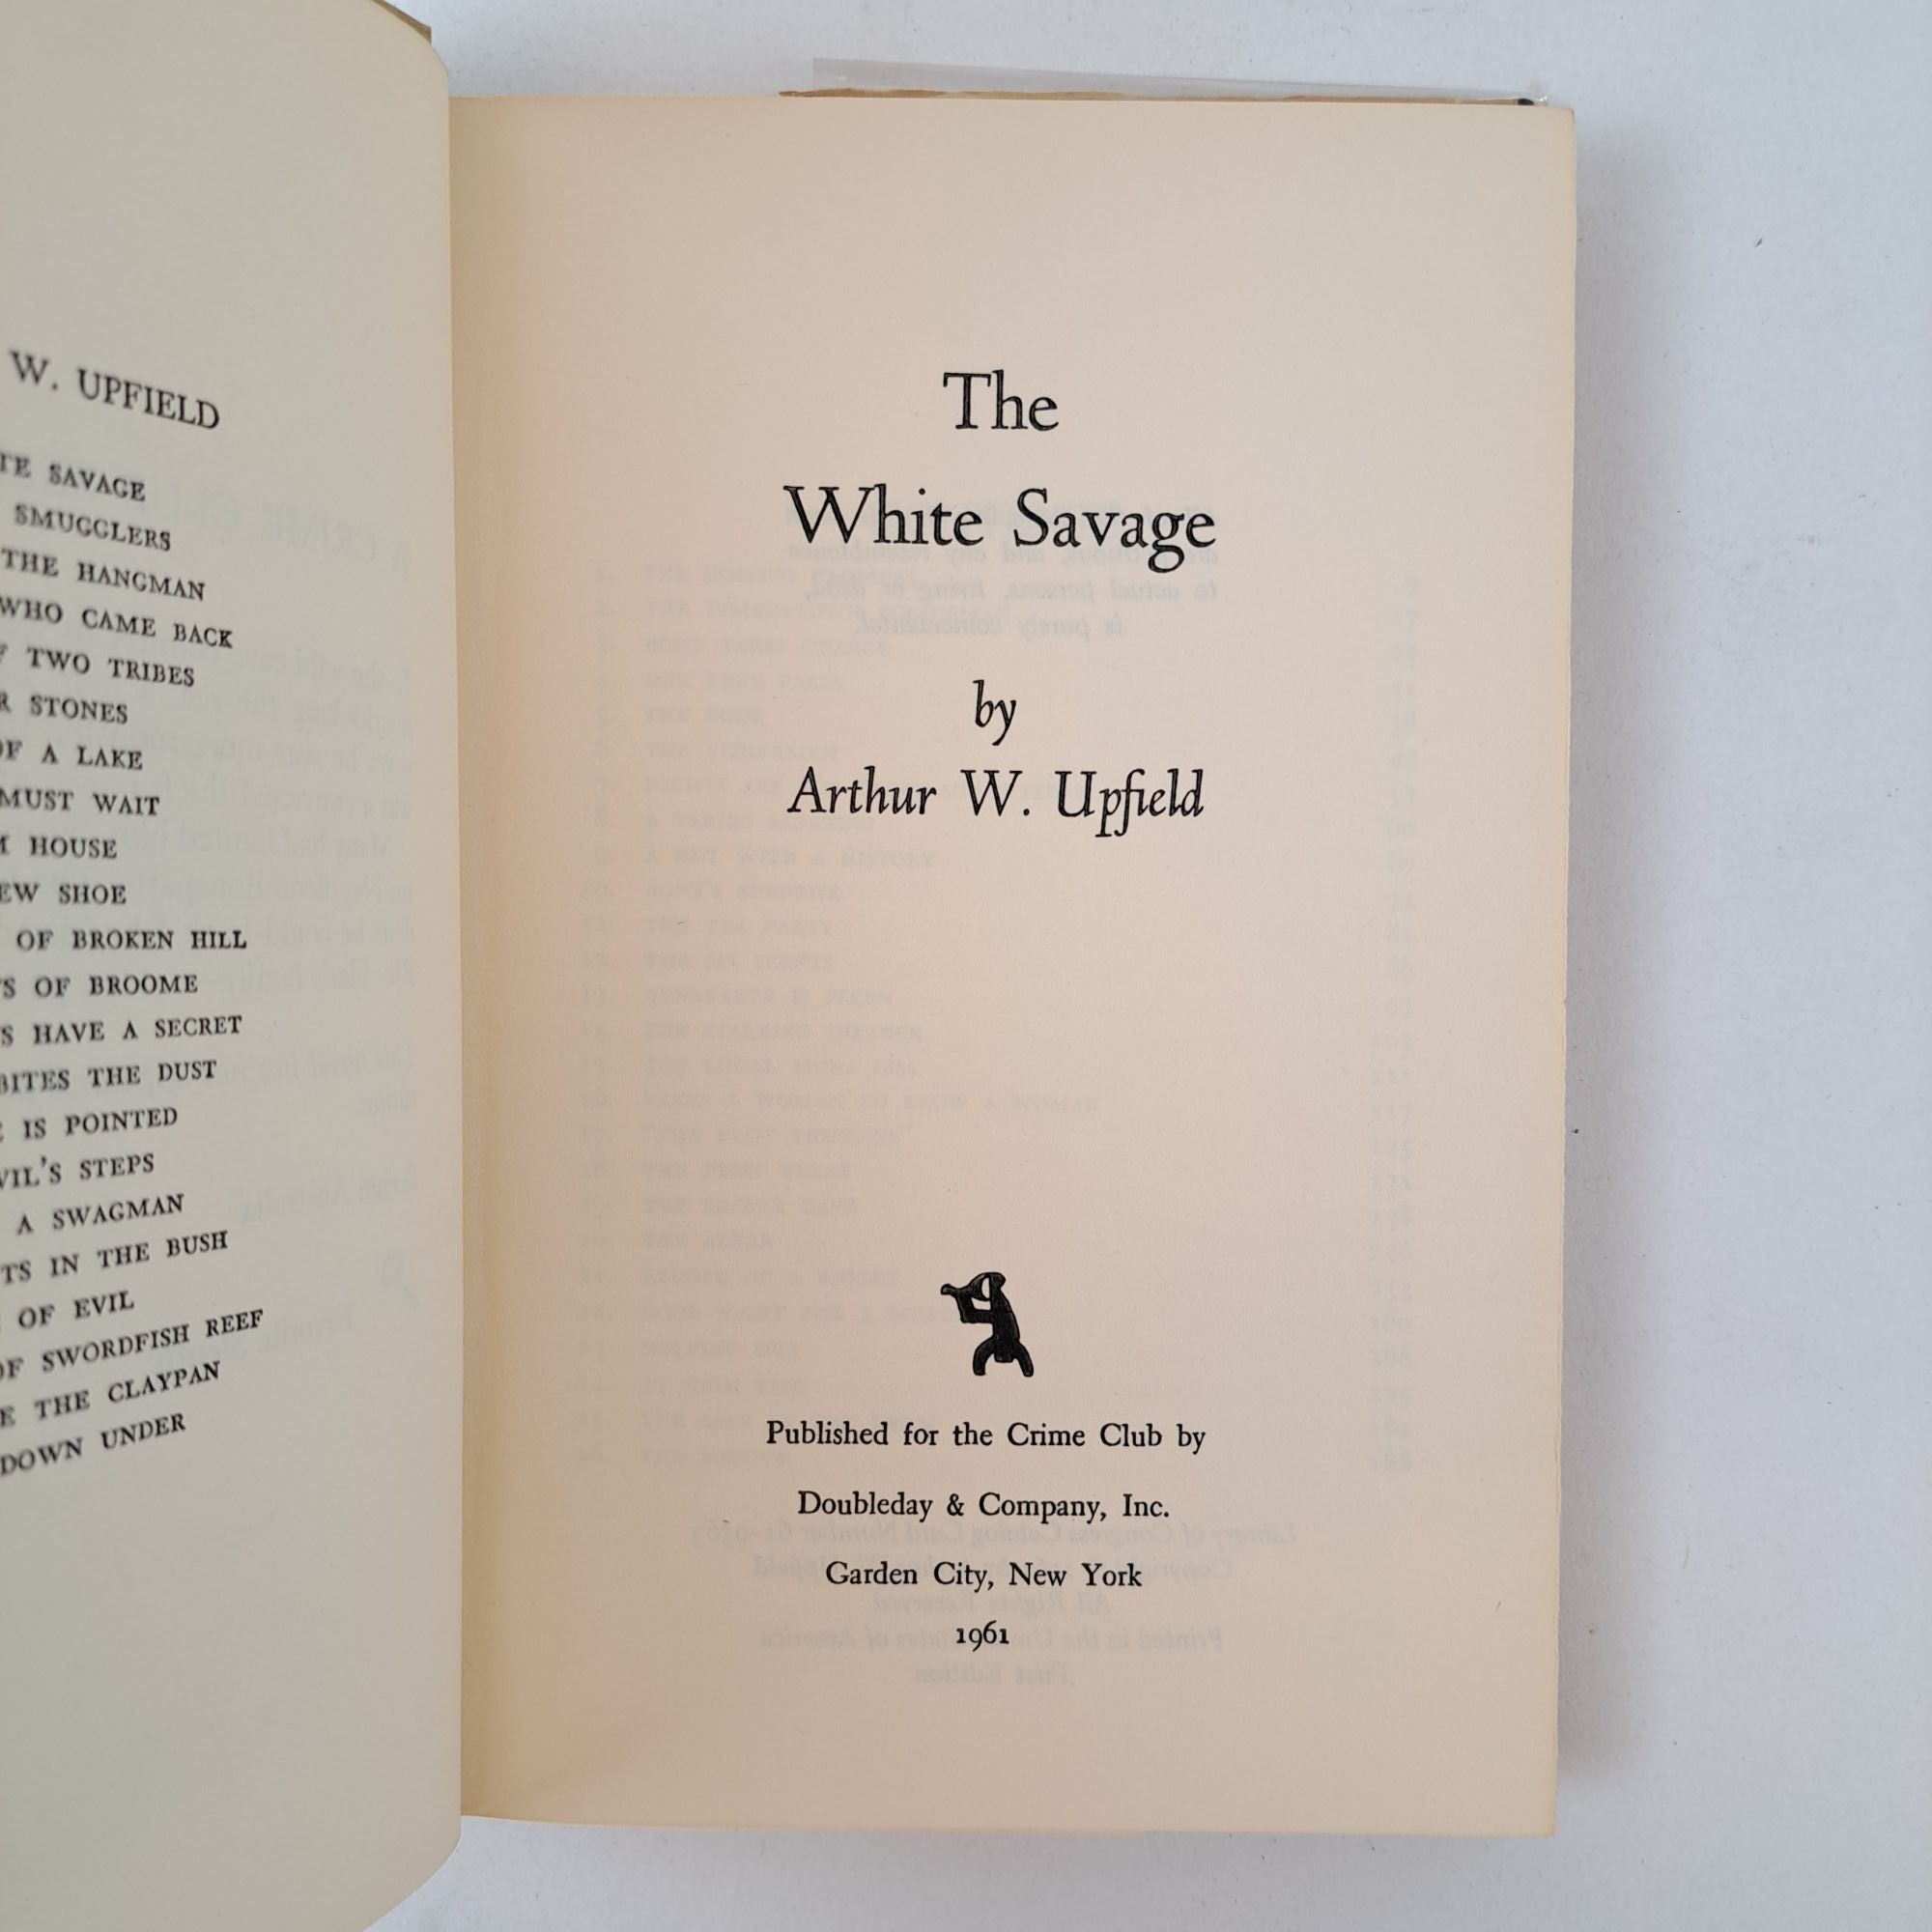 W. UPFIELD
SAVAGE
SMUGGLERS
THE HANGMAN
WHO CAME BACK
TWO TRIBES
STONES
OF A LAKE
MUST WAIT
HOUSE
SHOE
OF BROKEN HILL
OF BROOME
HAVE A SECRET
BITES THE DUST
IS POINTED
STEPS
A SWAGMAN
IN THE BUSH
OF EVIL
OF SWORDFISH REEF
THE CLAYPAN
DOWN UNDER
The
White Savage
by
Arthur W. Upfield
Published for the Crime Club by
Doubleday & Company, Inc.
Garden City, New York
1961